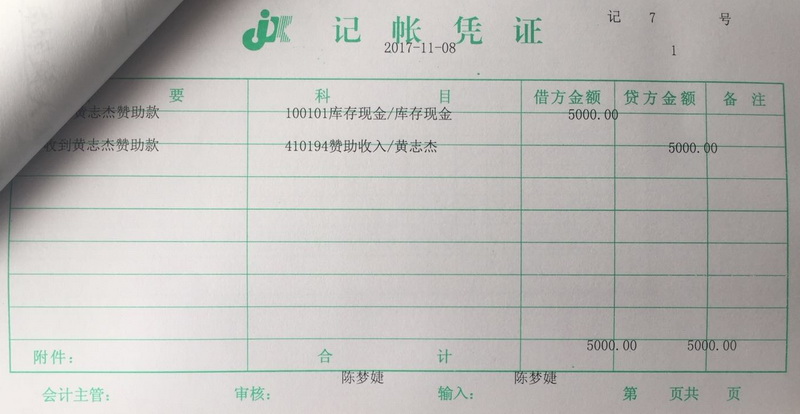 JDX 记帐凭证 记 7 号
2017-11-08 1
要 科目 借方金额 贷方金额 备注
黄志杰赞助款 100101库存现金/库存现金 5000.00
收到黄志杰赞助款 410194赞助收入/黄志杰 5000.00
附件： 合计 5000.00 5000.00
会计主管： 审核： 陈梦婕 输入： 陈梦婕 第 页共 页